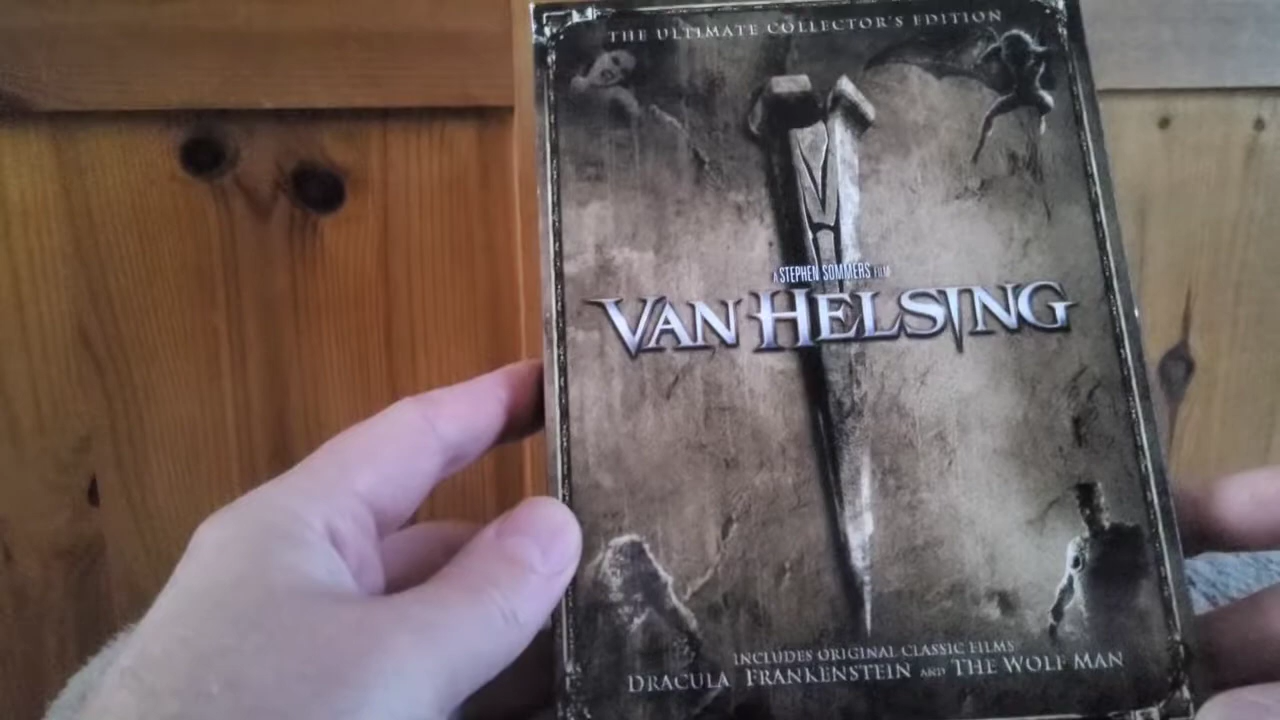 THE ULTIMATE COLLECTOR'S EDITION
A STEPHEN SOMMERS FILM
VAN HELSING
INCLUDES ORIGINAL CLASSIC FILMS
DRACULA FRANKENSTEIN AND THE WOLF MAN